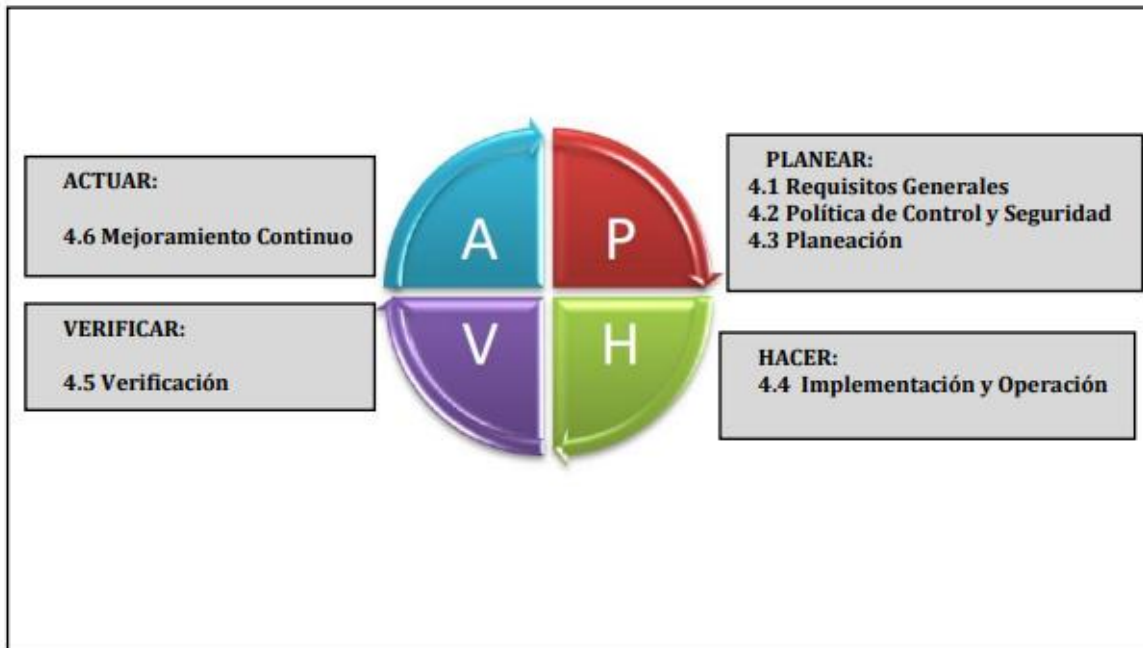 ACTUAR:
4.6 Mejoramiento Continuo
VERIFICAR:
4.5 Verificación
A
P
V
H
PLANEAR:
4.1 Requisitos Generales
4.2 Política de Control y Seguridad
4.3 Planeación
HACER:
4.4 Implementación y Operación